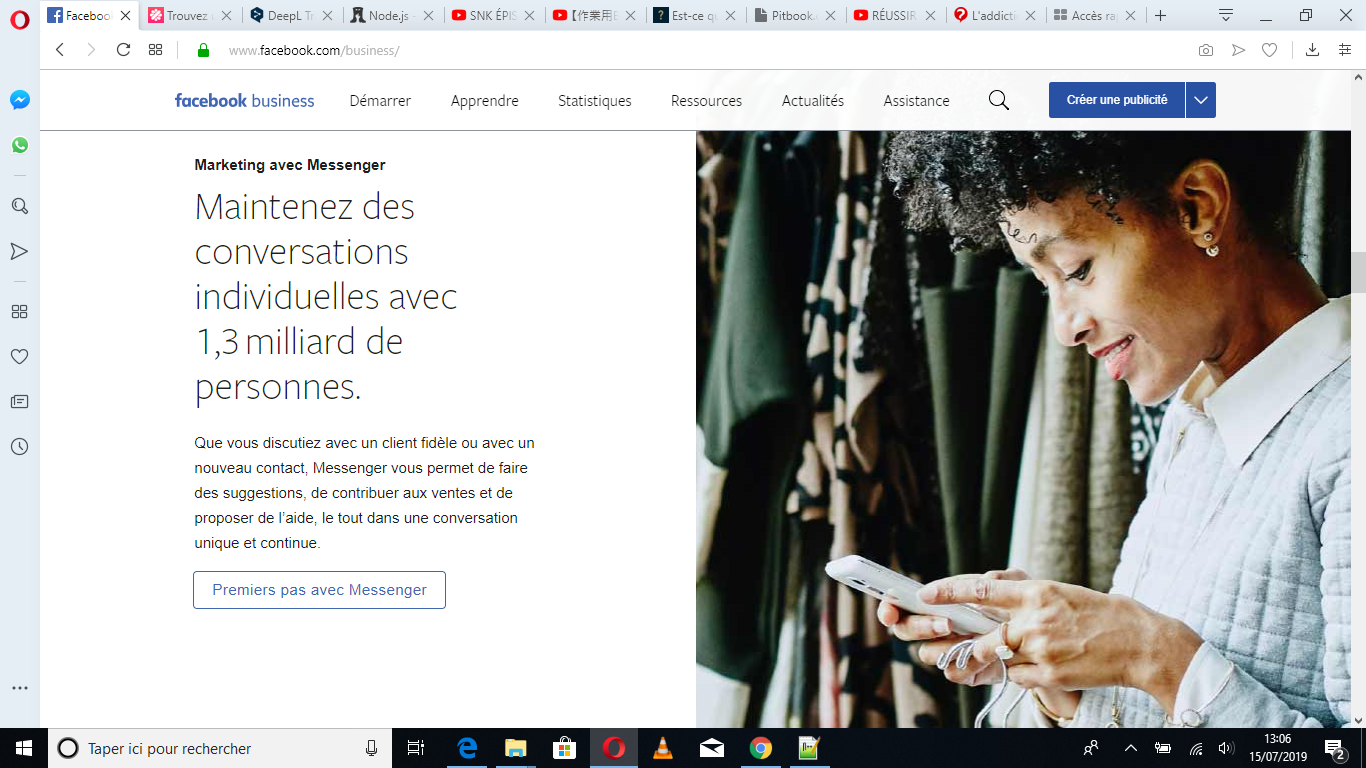 Facebook
Trouvez
DeepL Tr
Node.js -
SNK ÉPIS
【作業用B
Est-ce qu
Pitbook.
RÉUSSIR
L'addicti
Accès ra
www.facebook.com/business/
facebook business
Démarrer
Apprendre
Statistiques
Ressources
Actualités
Assistance
Créer une publicité
Marketing avec Messenger
Maintenez des
conversations
individuelles avec
1,3 milliard de
personnes.
Que vous discutiez avec un client fidèle ou avec un
nouveau contact, Messenger vous permet de faire
des suggestions, de contribuer aux ventes et de
proposer de l’aide, le tout dans une conversation
unique et continue.
Premiers pas avec Messenger
Taper ici pour rechercher
13:06
15/07/2019
2